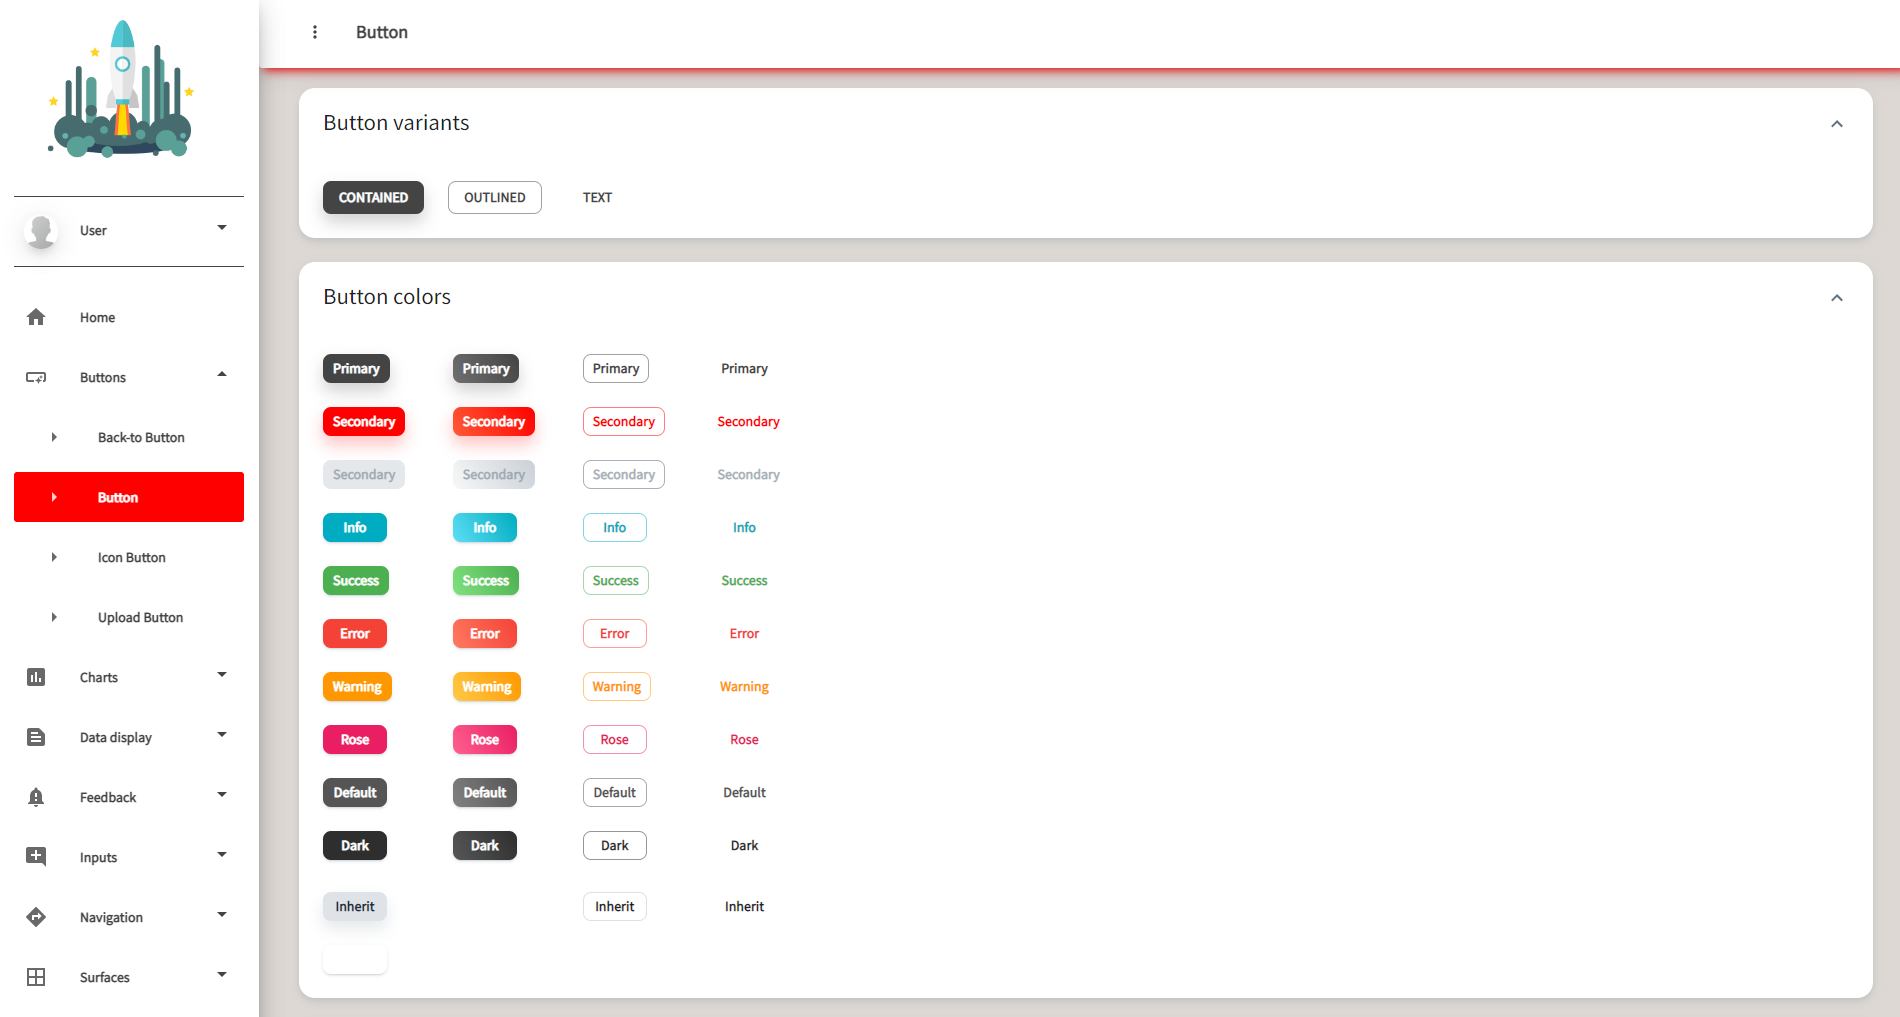 Button
User
Home
Buttons
Back-to Button
Button
Icon Button
Upload Button
Charts
Data display
Feedback
Inputs
Navigation
Surfaces
Button variants
CONTAINED OUTLINED TEXT
Button colors
Primary Primary Primary Primary
Secondary Secondary Secondary Secondary
Secondary Secondary Secondary Secondary
Info Info Info Info
Success Success Success Success
Error Error Error Error
Warning Warning Warning Warning
Rose Rose Rose Rose
Default Default Default Default
Dark Dark Dark Dark
Inherit Inherit Inherit